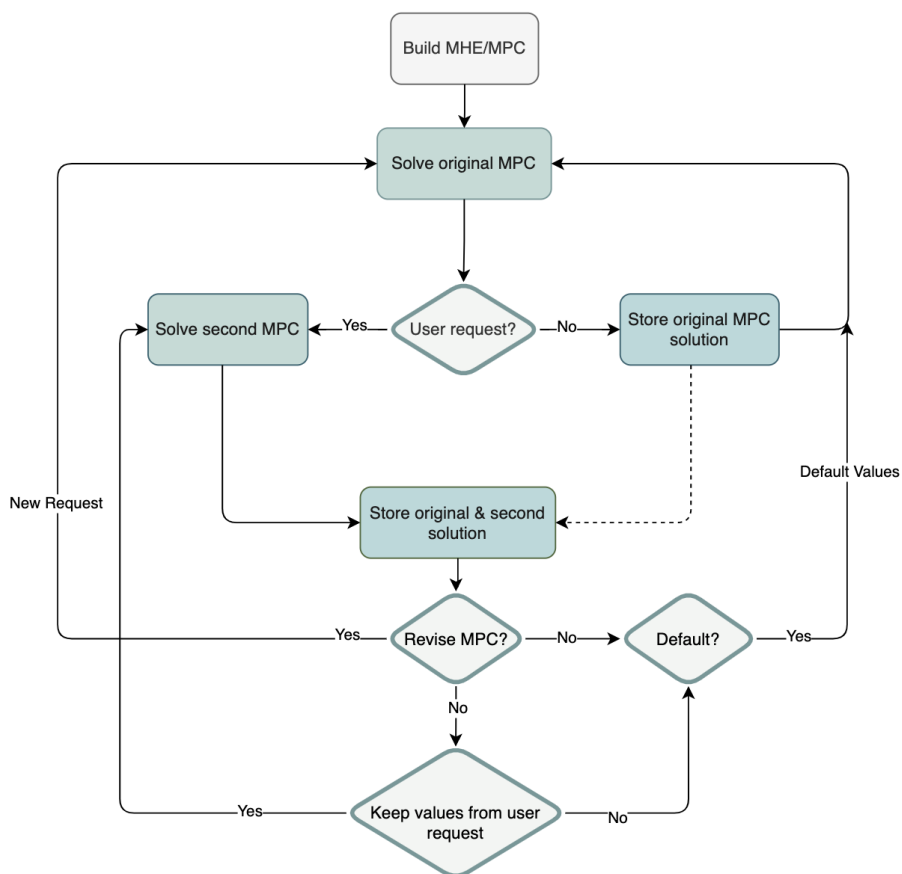 Build MHE/MPC
Solve original MPC
Solve second MPC
Yes
User request?
No
Store original MPC
solution
Default Values
New Request
Store original & second
solution
Yes
Revise MPC?
No
Default?
Yes
No
Yes
Keep values from user
request
No